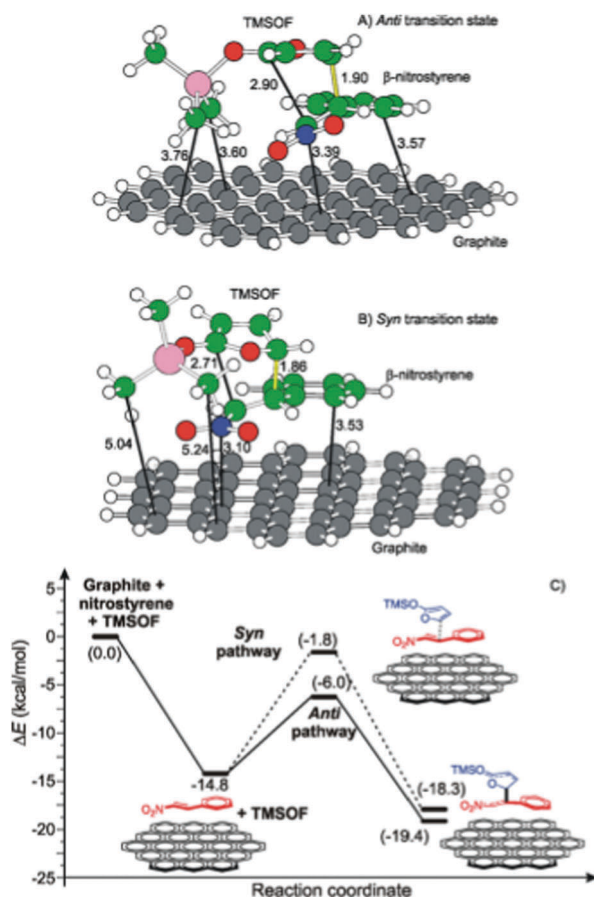 TMSOF
A) Anti transition state
1.90
2.90
β-nitrostyrene
3.76
3.60
3.39
3.57
Graphite
TMSOF
B) Syn transition state
2.71
1.86
β-nitrostyrene
5.04
5.24
3.10
3.53
Graphite
C)
5
0
-5
-10
-15
-20
-25
ΔE (kcal/mol)
Graphite +
nitrostyrene
+ TMSOF
(0.0)
Syn
pathway
(-1.8)
(-6.0)
Anti
pathway
-14.8
O₂N
+ TMSOF
(-18.3)
(-19.4)
TMSO
O
O₂N
TMSO
O
O₂N
Reaction coordinate